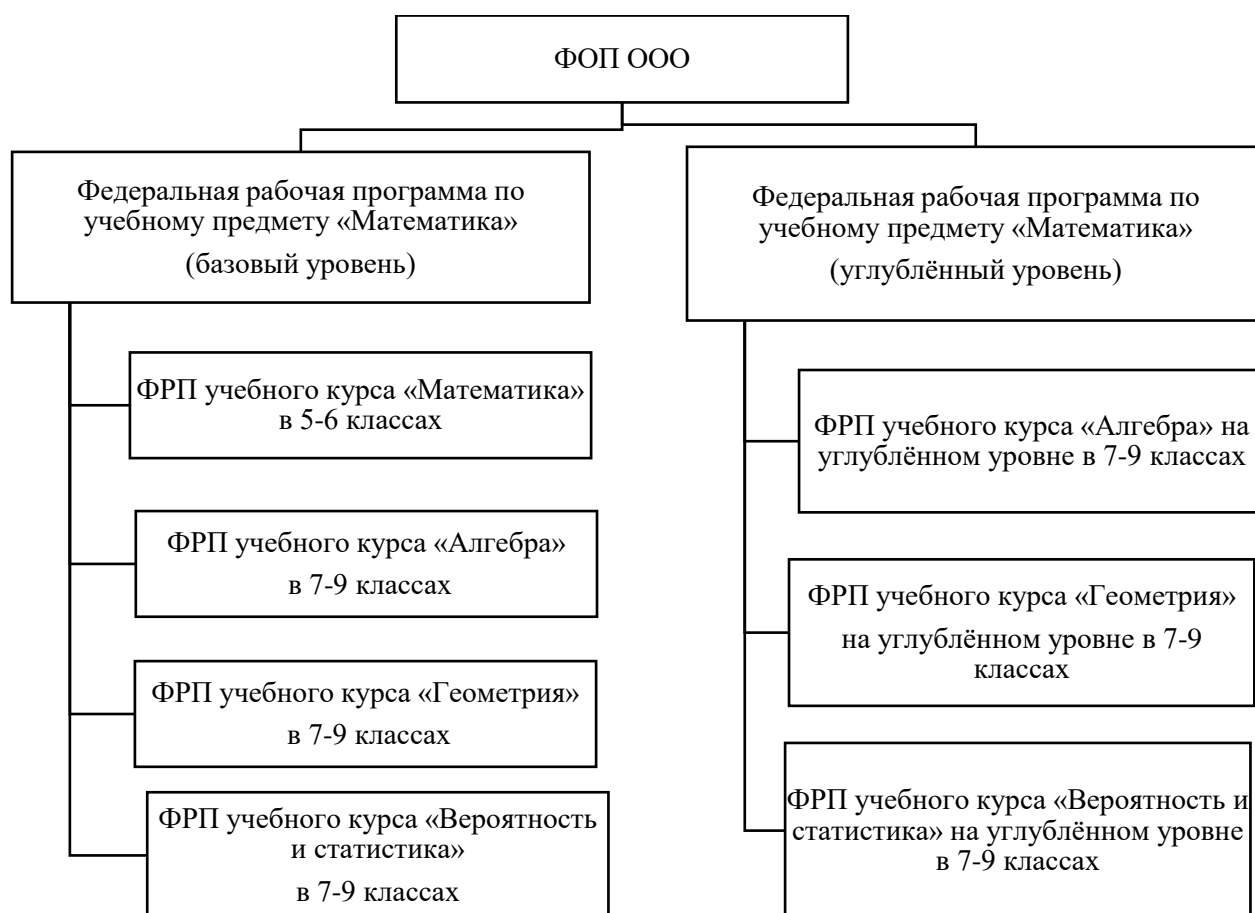 ФОП ООО
Федеральная рабочая программа по
учебному предмету «Математика»
(базовый уровень)
ФРП учебного курса «Математика»
в 5-6 классах
ФРП учебного курса «Алгебра»
в 7-9 классах
ФРП учебного курса «Геометрия»
в 7-9 классах
ФРП учебного курса «Вероятность
и статистика»
в 7-9 классах
Федеральная рабочая программа по
учебному предмету «Математика»
(углублённый уровень)
ФРП учебного курса «Алгебра» на
углублённом уровне в 7-9 классах
ФРП учебного курса «Геометрия»
на углублённом уровне в 7-9
классах
ФРП учебного курса «Вероятность и
статистика» на углублённом уровне
в 7-9 классах